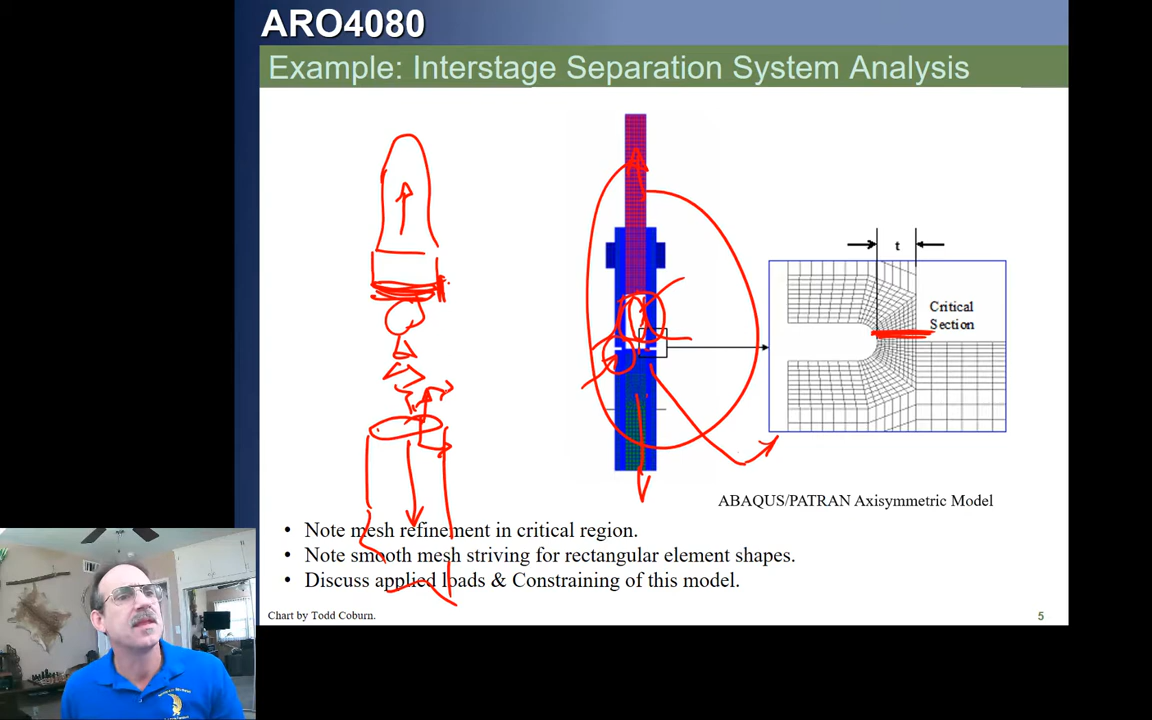 ARO4080
Example: Interstage Separation System Analysis
t
Critical
Section
ABAQUS/PATRAN Axisymmetric Model
• Note mesh refinement in critical region.
• Note smooth mesh striving for rectangular element shapes.
• Discuss applied loads & Constraining of this model.
Chart by Todd Coburn.
5